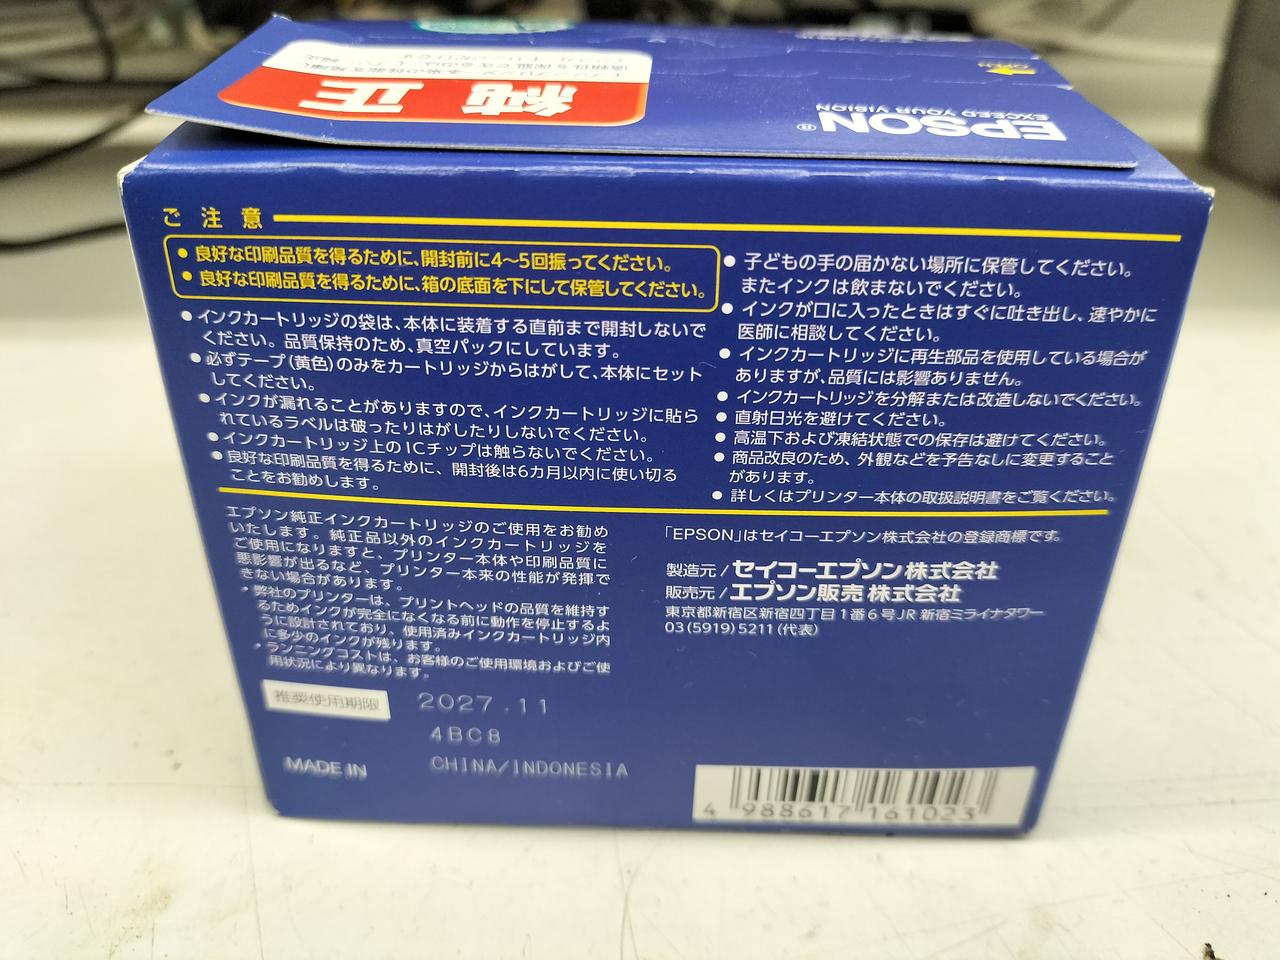 純正
EPSON®
EXCEED YOUR VISION
ご注意
● 良好な印刷品質を得るために、開封前に4〜5回振ってください。
● 良好な印刷品質を得るために、箱の底面を下にして保管してください。
● インクカートリッジの袋は、本体に装着する直前まで開封しないで
ください。品質保持のため、真空パックにしています。
● 必ずテープ(黄色)のみをカートリッジからはがして、本体にセット
してください。
● インクが漏れることがありますので、インクカートリッジに貼ら
れているラベルは破ったりはがしたりしないでください。
● インクカートリッジ上のICチップは触らないでください。
● 良好な印刷品質を得るために、開封後は6カ月以内に使い切る
ことをお勧めします。
● 子どもの手の届かない場所に保管してください。
またインクは飲まないでください。
● インクが口に入ったときはすぐに吐き出し、速やかに
医師に相談してください。
● インクカートリッジに再生部品を使用している場合が
ありますが、品質には影響ありません。
● インクカートリッジを分解または改造しないでください。
● 直射日光を避けてください。
● 高温下および凍結状態での保存は避けてください。
● 商品改良のため、外観などを予告なしに変更すること
があります。
● 詳しくはプリンター本体の取扱説明書をご覧ください。
エプソン純正インクカートリッジのご使用をお勧め
いたします。純正品以外のインクカートリッジを
ご使用になりますと、プリンター本体や印刷品質に
悪影響が出るなど、プリンター本来の性能が発揮で
きない場合があります。
* 弊社のプリンターは、プリントヘッドの品質を維持す
るためインクが完全になくなる前に動作を停止するよ
うに設計されており、使用済みインクカートリッジ内
に多少のインクが残ります。
* ランニングコストは、お客様のご使用環境およびご使
用状況により異なります。
「EPSON」はセイコーエプソン株式会社の登録商標です。
製造元/セイコーエプソン株式会社
販売元/エプソン販売株式会社
東京都新宿区新宿四丁目1番6号JR新宿ミライナタワー
03(5919)5211(代表)
推奨使用期限 2027.11
4BC8
MADE IN CHINA/INDONESIA
4 988617 161023